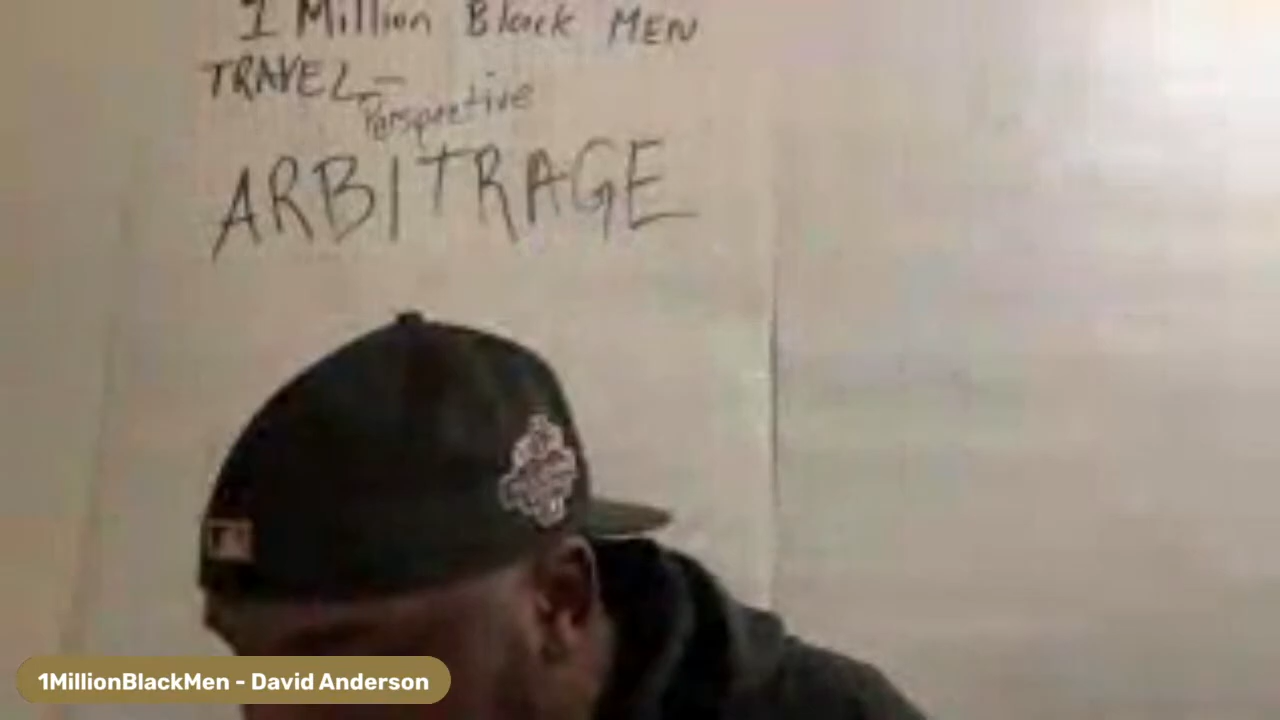 1 Million Black MEN
TRAVEL-
Perspective
ARBITRAGE
1MillionBlackMen - David Anderson